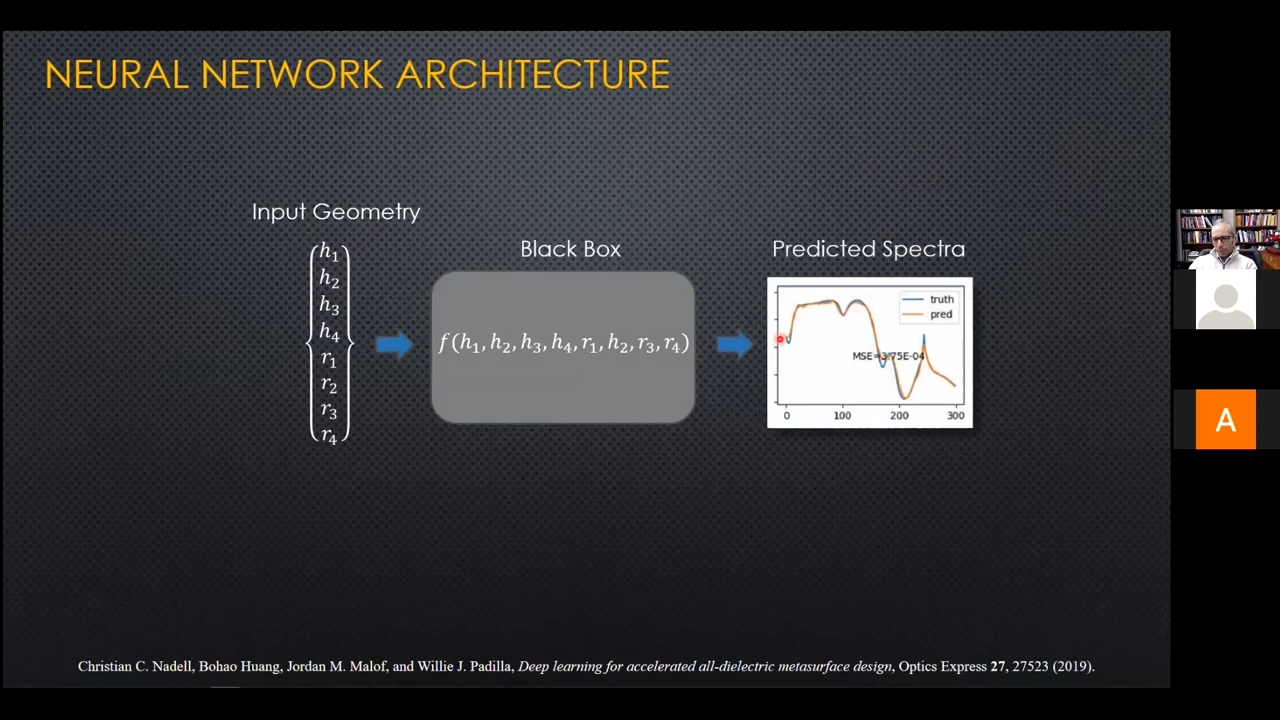 NEURAL NETWORK ARCHITECTURE
Input Geometry
h₁
h₂
h₃
h₄
r₁
r₂
r₃
r₄
Black Box
f(h₁, h₂, h₃, h₄, r₁, h₂, r₃, r₄)
Predicted Spectra
truth
pred
MSE=3.75E-04
0 100 200 300
A
Christian C. Nadell, Bohao Huang, Jordan M. Malof, and Willie J. Padilla, Deep learning for accelerated all-dielectric metasurface design, Optics Express 27, 27523 (2019).